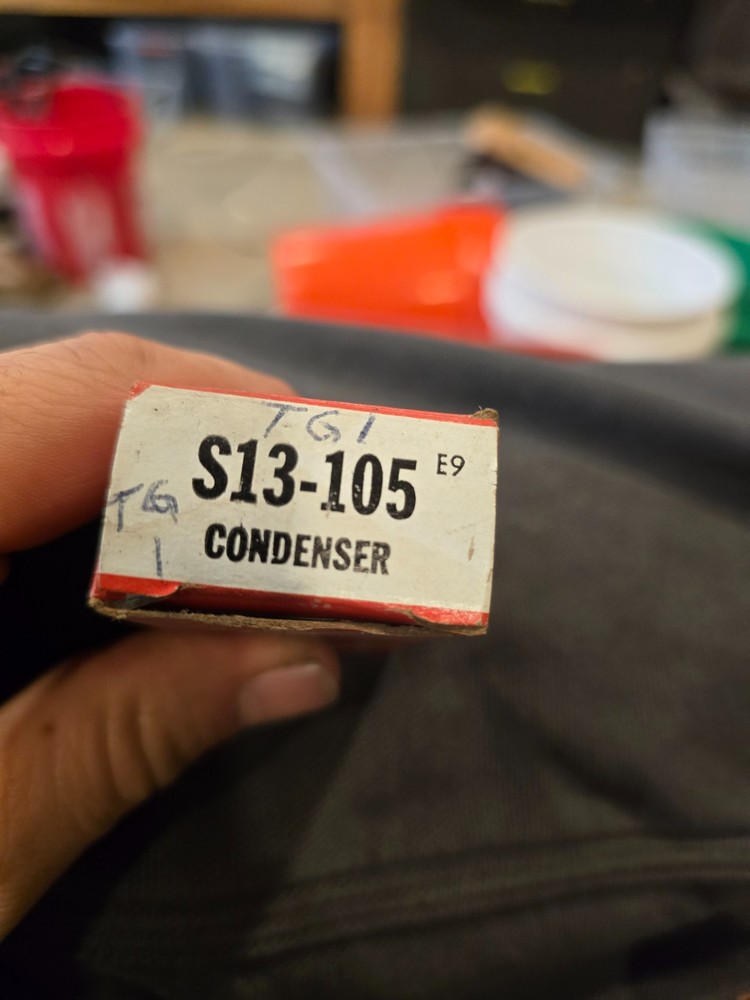 TG1
S13-105 E9
TG
1
CONDENSER